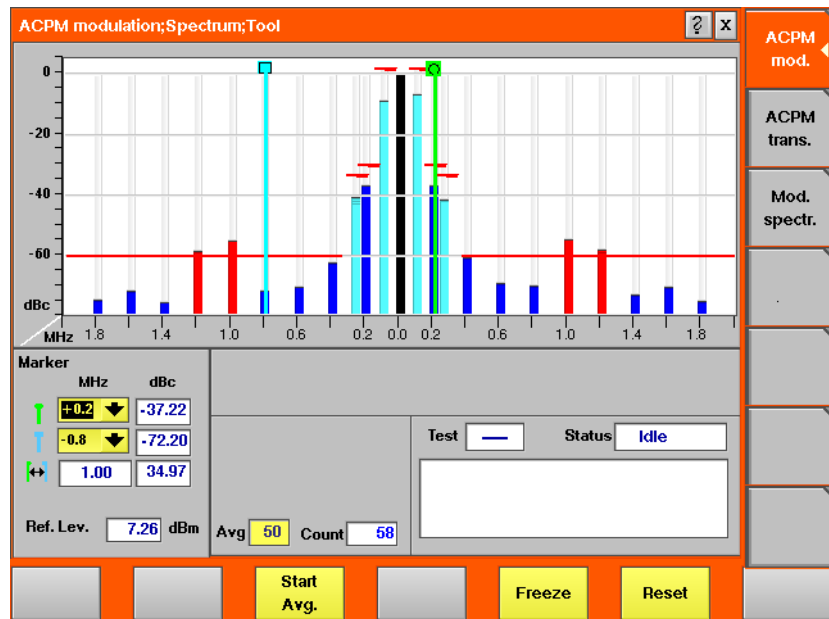 ACPM modulation;Spectrum;Tool
? x
ACPM
mod.
ACPM
trans.
Mod.
spectr.
0
-20
-40
-60
dBc
MHz 1.8 1.4 1.0 0.6 0.2 0.0 0.2 0.6 1.0 1.4 1.8
Marker
MHz dBc
+0.2 -37.22
-0.8 -72.20
1.00 34.97
Ref. Lev. 7.26 dBm
Avg 50 Count 58
Test — Status Idle
Start
Avg.
Freeze
Reset